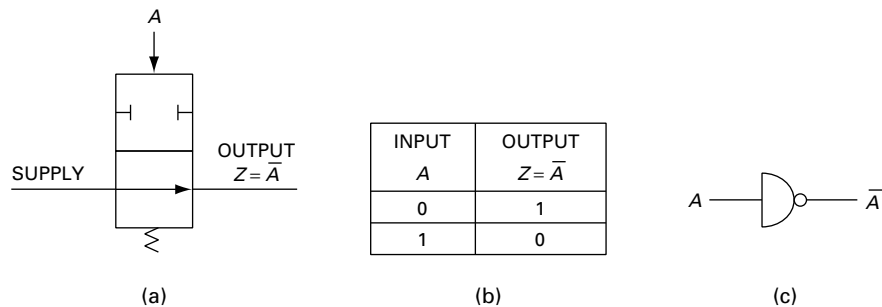 A
SUPPLY
OUTPUT
Z = A̅
INPUT OUTPUT
A Z = A̅
0 1
1 0
A A̅
(a) (b) (c)